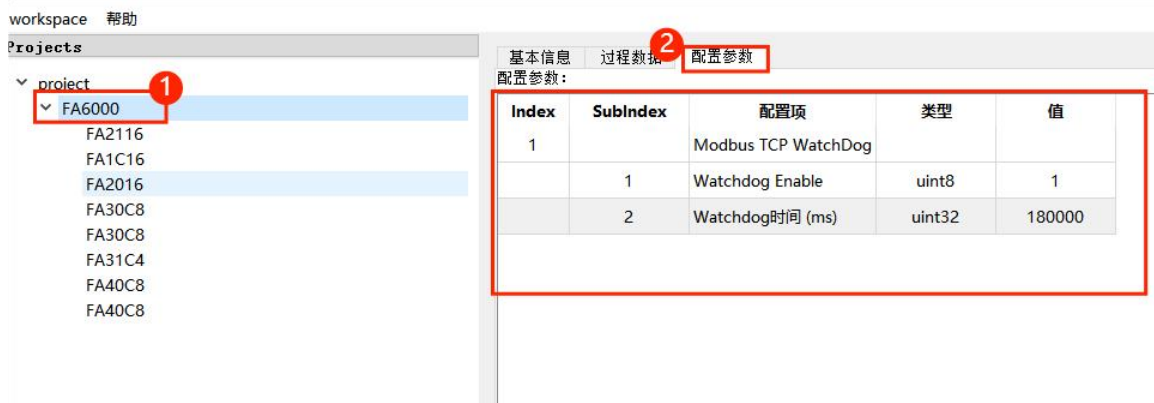 workspace 帮助
Projects
project
1
FA6000
FA2116
FA1C16
FA2016
FA30C8
FA30C8
FA31C4
FA40C8
FA40C8
基本信息 过程数据 2 配置参数
配置参数：
Index SubIndex 配置项 类型 值
1 Modbus TCP WatchDog
1 Watchdog Enable uint8 1
2 Watchdog时间 (ms) uint32 180000